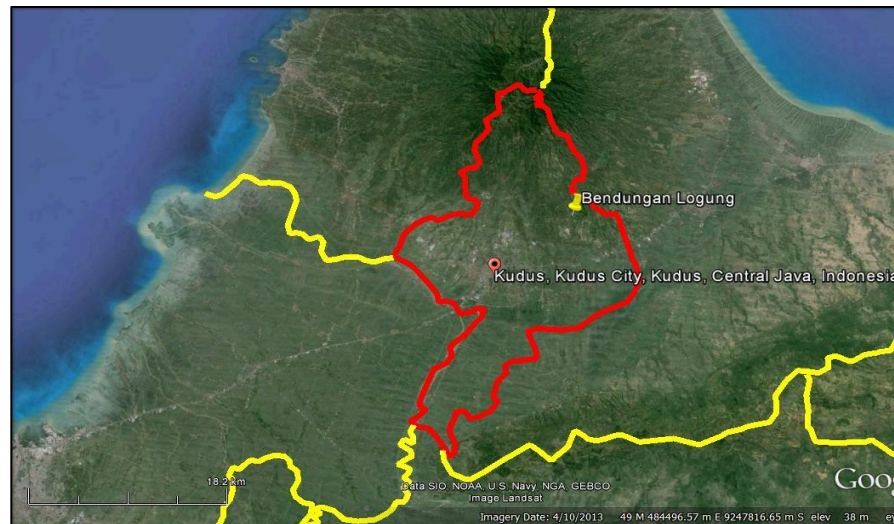 Bendungan Logung
Kudus, Kudus City, Kudus, Central Java, Indonesia
18.2 km
Data SIO, NOAA, U.S. Navy, NGA, GEBCO
Image Landsat
Goo
Imagery Date: 4/10/2013 49 M 484496.57 m E 9247816.65 m S elev 38 m e